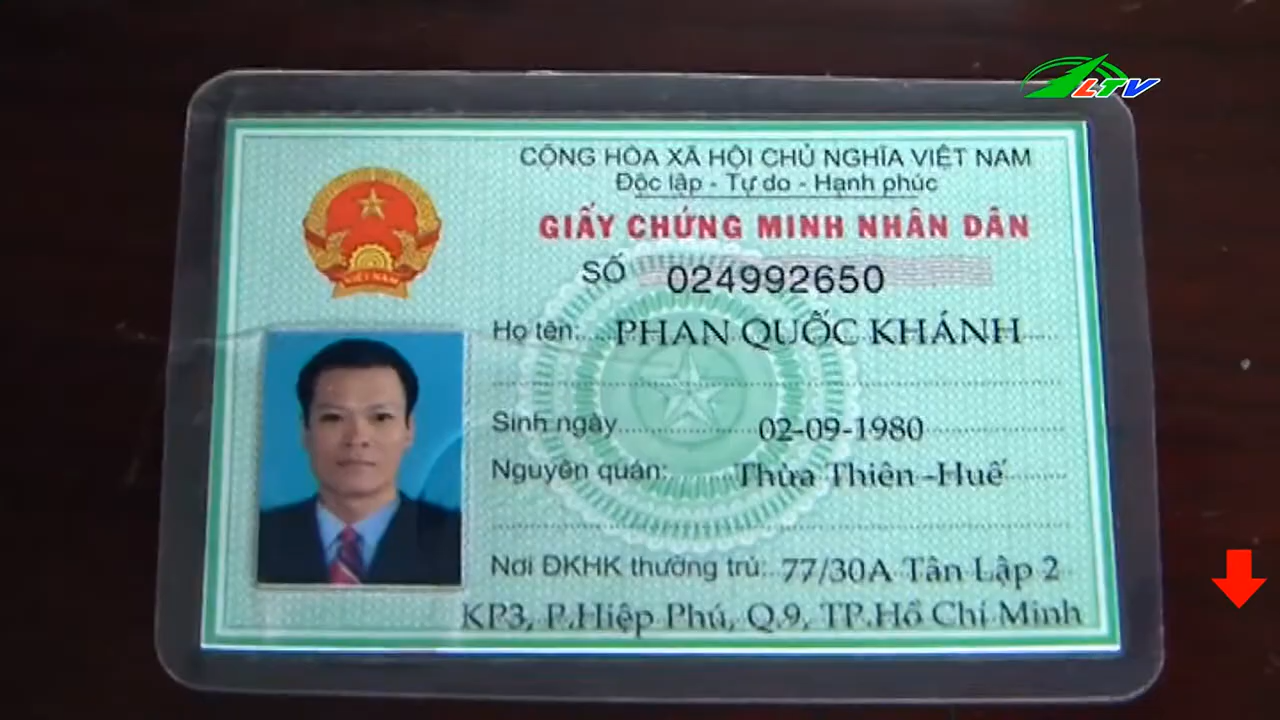 LTV
CỘNG HÒA XÃ HỘI CHỦ NGHĨA VIỆT NAM
Độc lập - Tự do - Hạnh phúc
GIẤY CHỨNG MINH NHÂN DÂN
SỐ 024992650
VIỆT NAM
Họ tên: PHAN QUỐC KHÁNH
Sinh ngày 02-09-1980
Nguyên quán: Thừa Thiên -Huế
Nơi ĐKHK thường trú: 77/30A Tân Lập 2
KP3, P.Hiệp Phú, Q.9, TP.Hồ Chí Minh